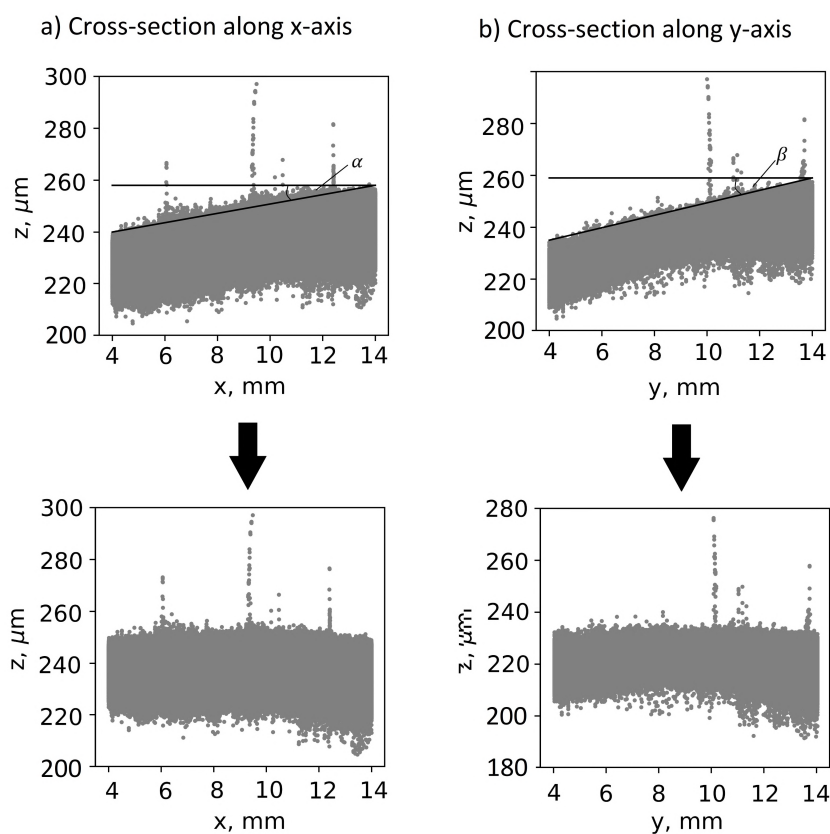 a) Cross-section along x-axis
b) Cross-section along y-axis
300
280
260
240
220
200
z, μm
α
4 6 8 10 12 14
x, mm
280
260
240
220
200
z, μm
β
4 6 8 10 12 14
y, mm
300
280
260
240
220
200
z, μm
4 6 8 10 12 14
x, mm
280
260
240
220
200
180
z, μm
4 6 8 10 12 14
y, mm